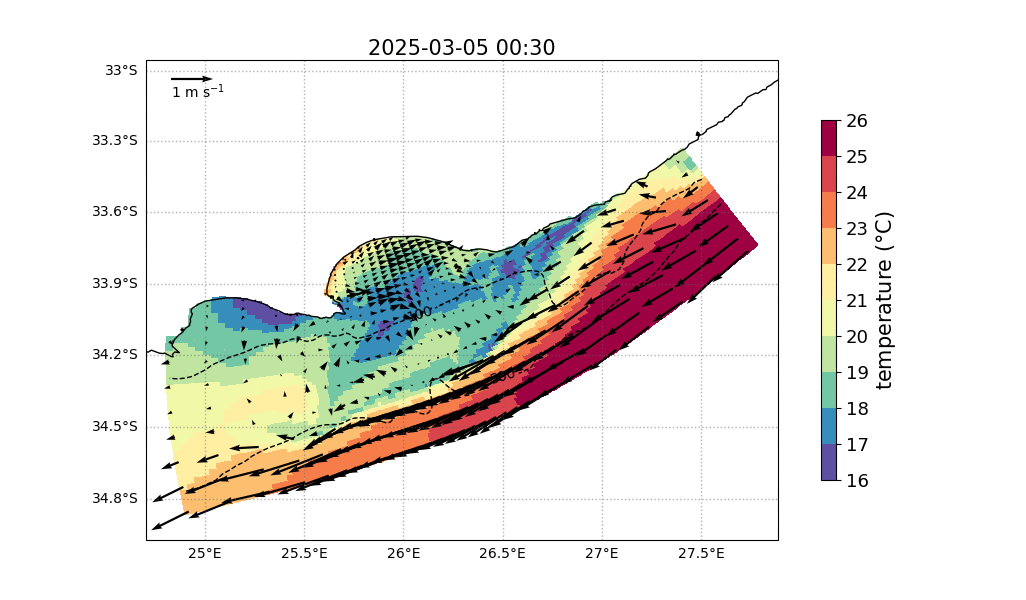 2025-03-05 00:30
1 m s⁻¹
33°S
33.3°S
33.6°S
33.9°S
34.2°S
34.5°S
34.8°S
25°E
25.5°E
26°E
26.5°E
27°E
27.5°E
26
25
24
23
22
21
20
19
18
17
16
temperature (°C)